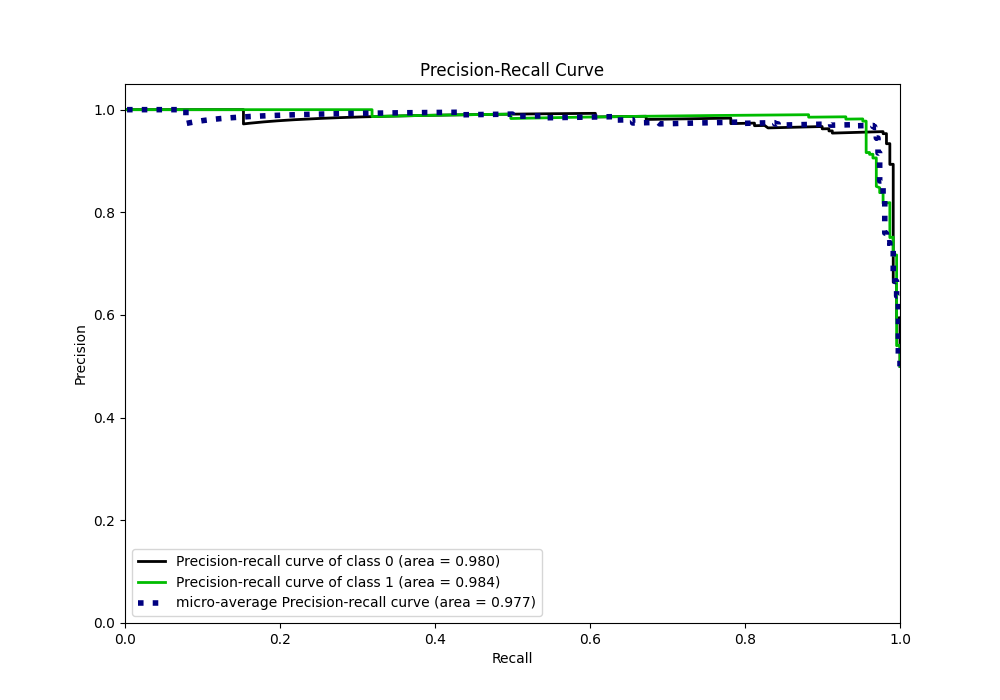 Precision-Recall Curve
1.0
0.8
0.6
0.4
0.2
0.0
Precision
Precision-recall curve of class 0 (area = 0.980)
Precision-recall curve of class 1 (area = 0.984)
micro-average Precision-recall curve (area = 0.977)
0.0 0.2 0.4 0.6 0.8 1.0
Recall